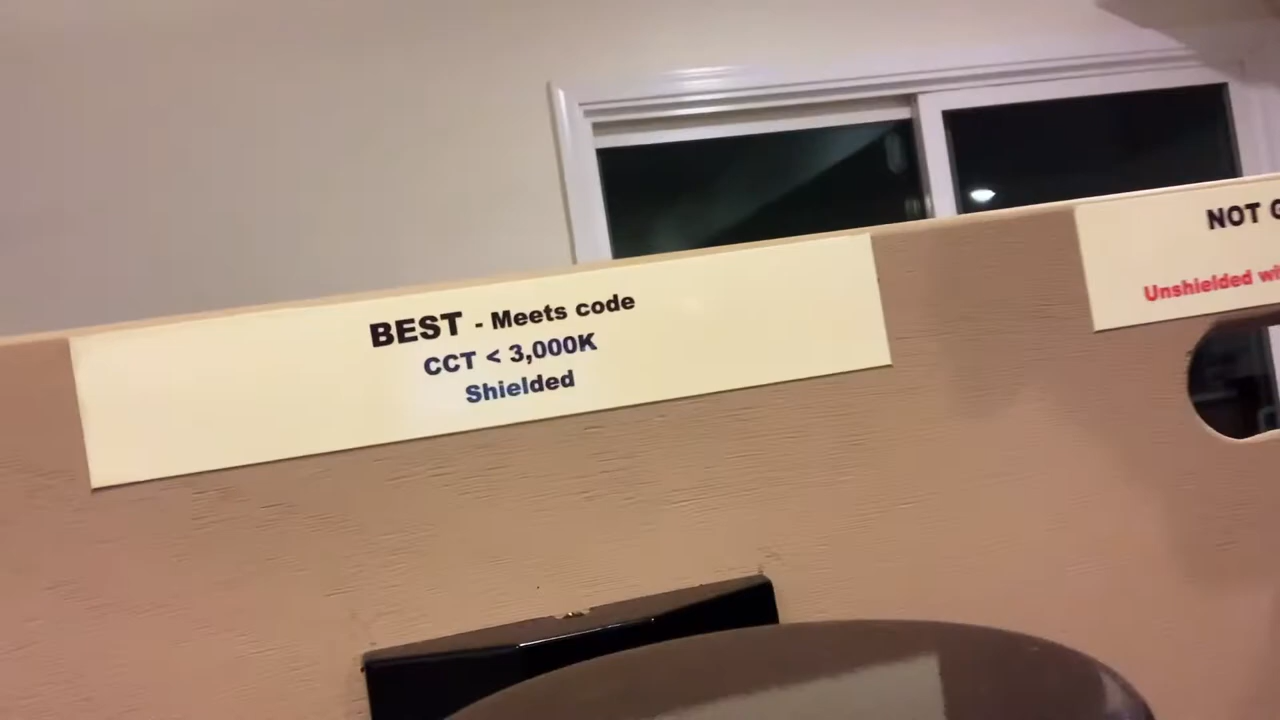 BEST - Meets code
CCT < 3,000K
Shielded
NOT
Unshielded